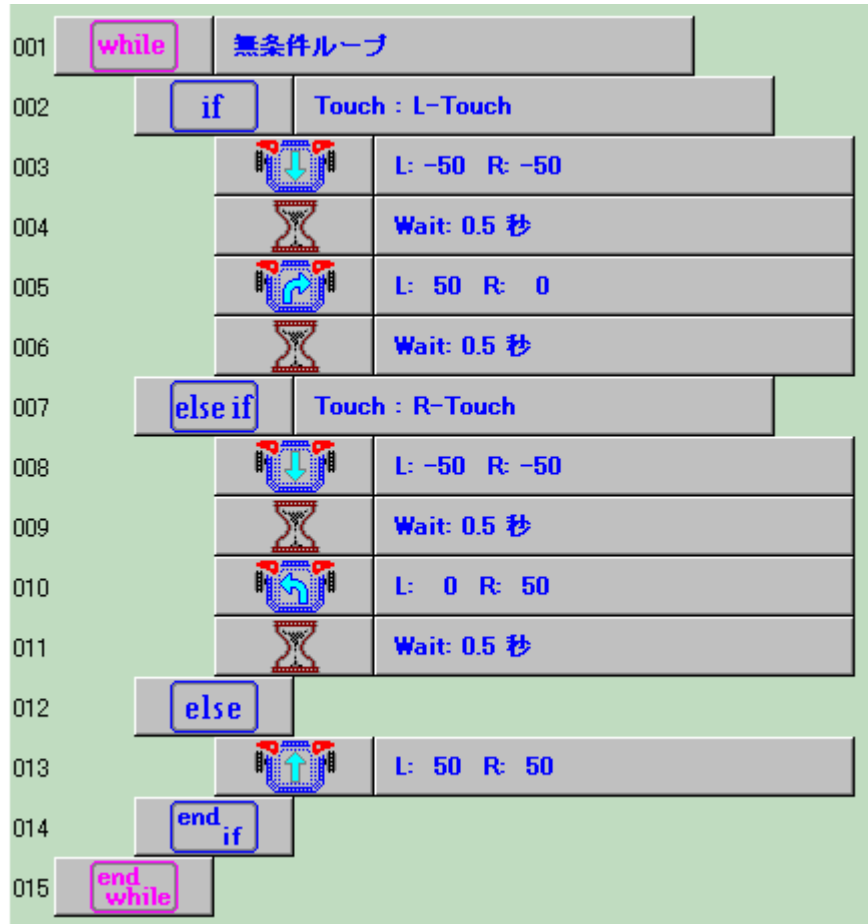 001 while 無条件ループ
002 if Touch : L-Touch
003 L: -50 R: -50
004 Wait: 0.5 秒
005 L: 50 R: 0
006 Wait: 0.5 秒
007 else if Touch : R-Touch
008 L: -50 R: -50
009 Wait: 0.5 秒
010 L: 0 R: 50
011 Wait: 0.5 秒
012 else
013 L: 50 R: 50
014 end if
015 end while